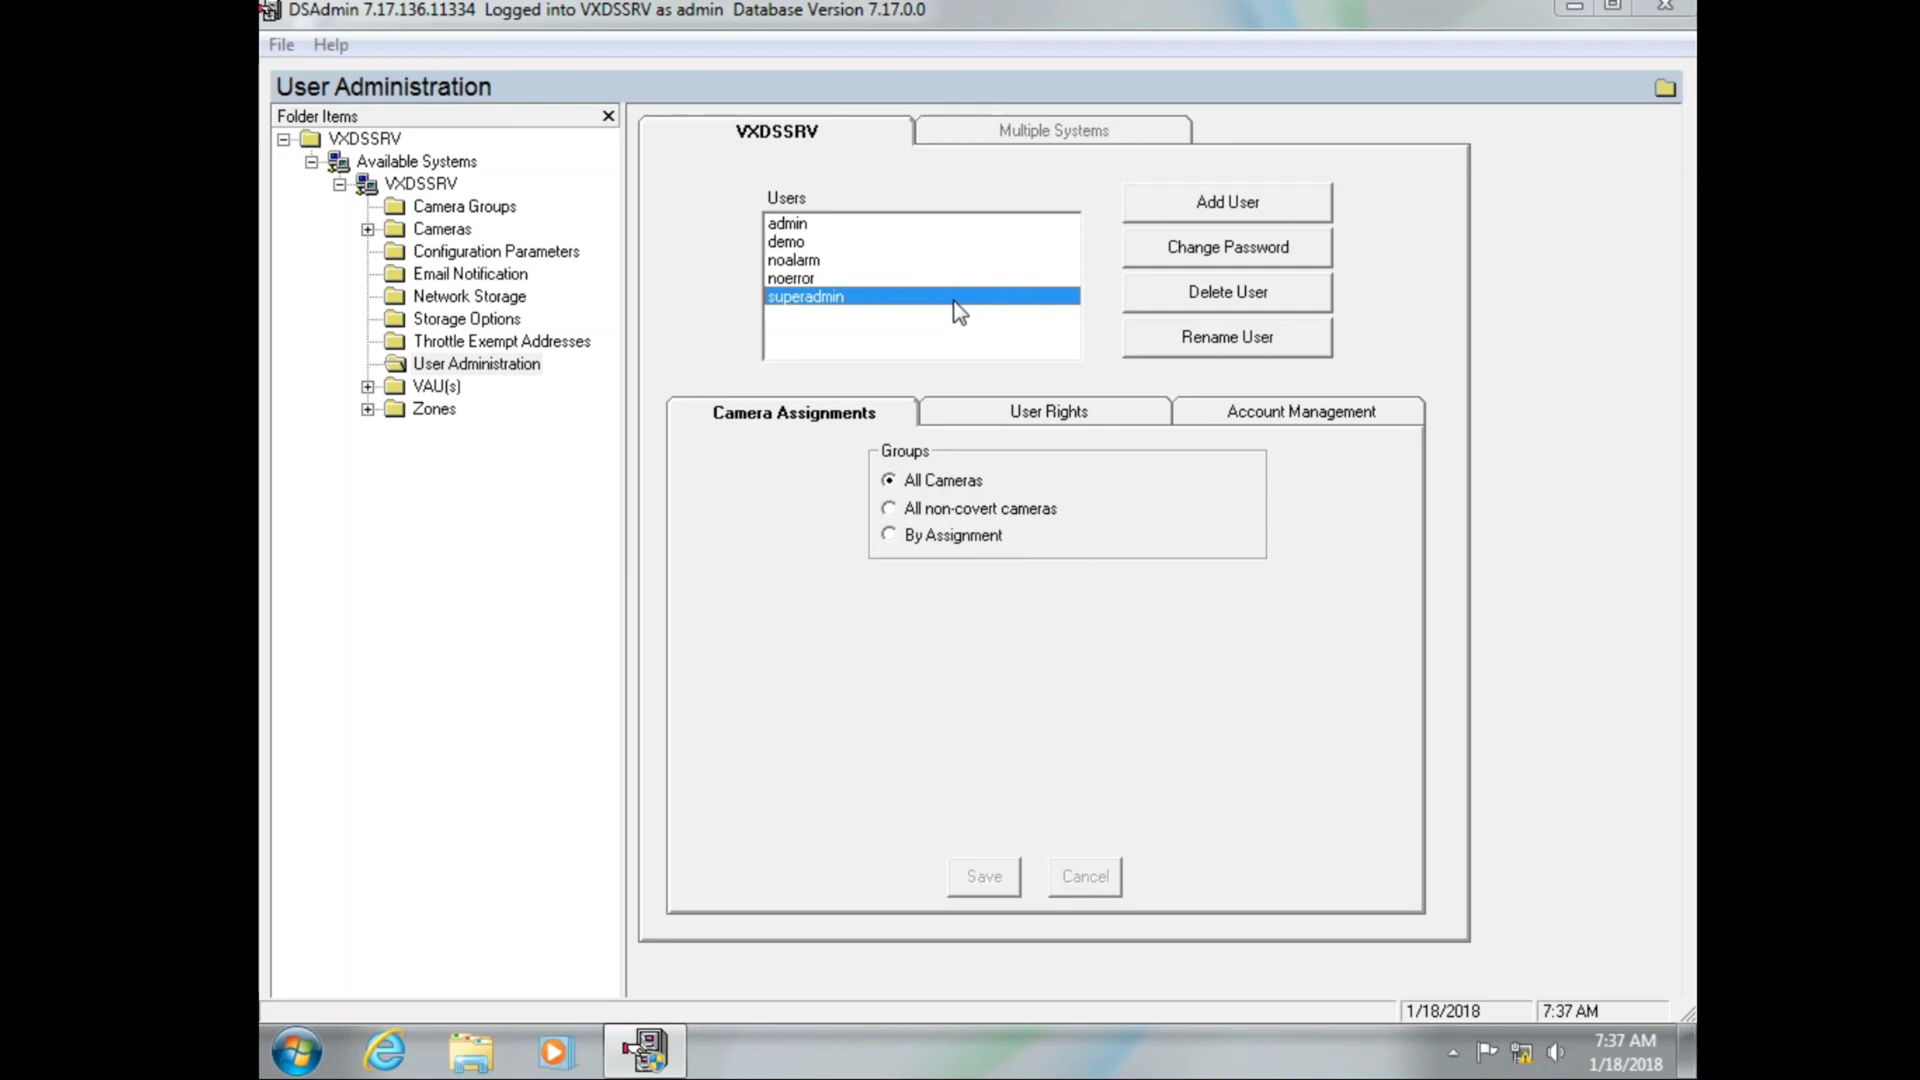 DSAdmin 7.17.136.11334 Logged into VXDSSRV as admin Database Version 7.17.0.0
File Help
User Administration
Folder Items
VXDSSRV
Available Systems
VXDSSRV
Camera Groups
Cameras
Configuration Parameters
Email Notification
Network Storage
Storage Options
Throttle Exempt Addresses
User Administration
VAU(s)
Zones
VXDSSRV Multiple Systems
Users
admin
demo
noalarm
noerror
superadmin
Add User
Change Password
Delete User
Rename User
Camera Assignments User Rights Account Management
Groups
All Cameras
All non-covert cameras
By Assignment
Save Cancel
1/18/2018 7:37 AM
7:37 AM
1/18/2018